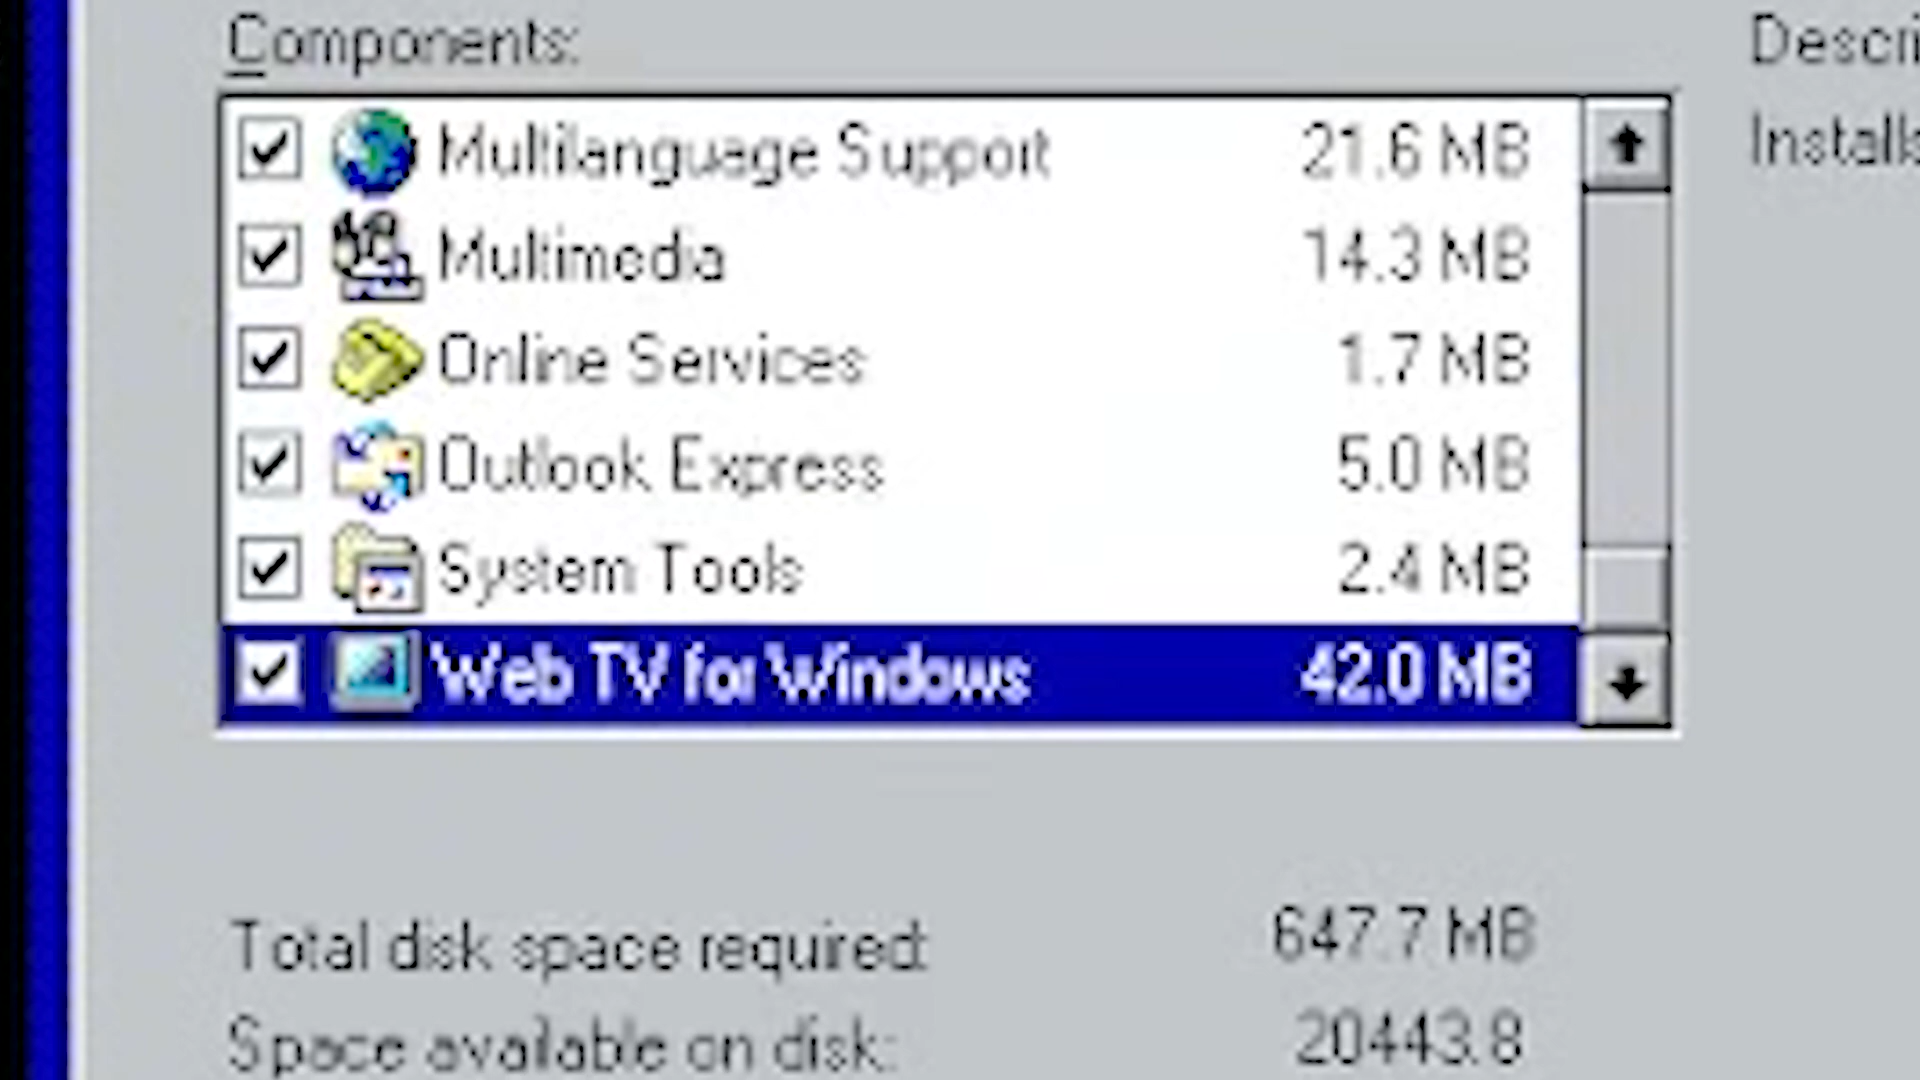 Components:
Descri
Multilanguage Support 21.6 MB
Installs
Multimedia 14.3 MB
Online Services 1.7 MB
Outlook Express 5.0 MB
System Tools 2.4 MB
Web TV for Windows 42.0 MB
Total disk space required: 647.7 MB
Space available on disk: 20443.8